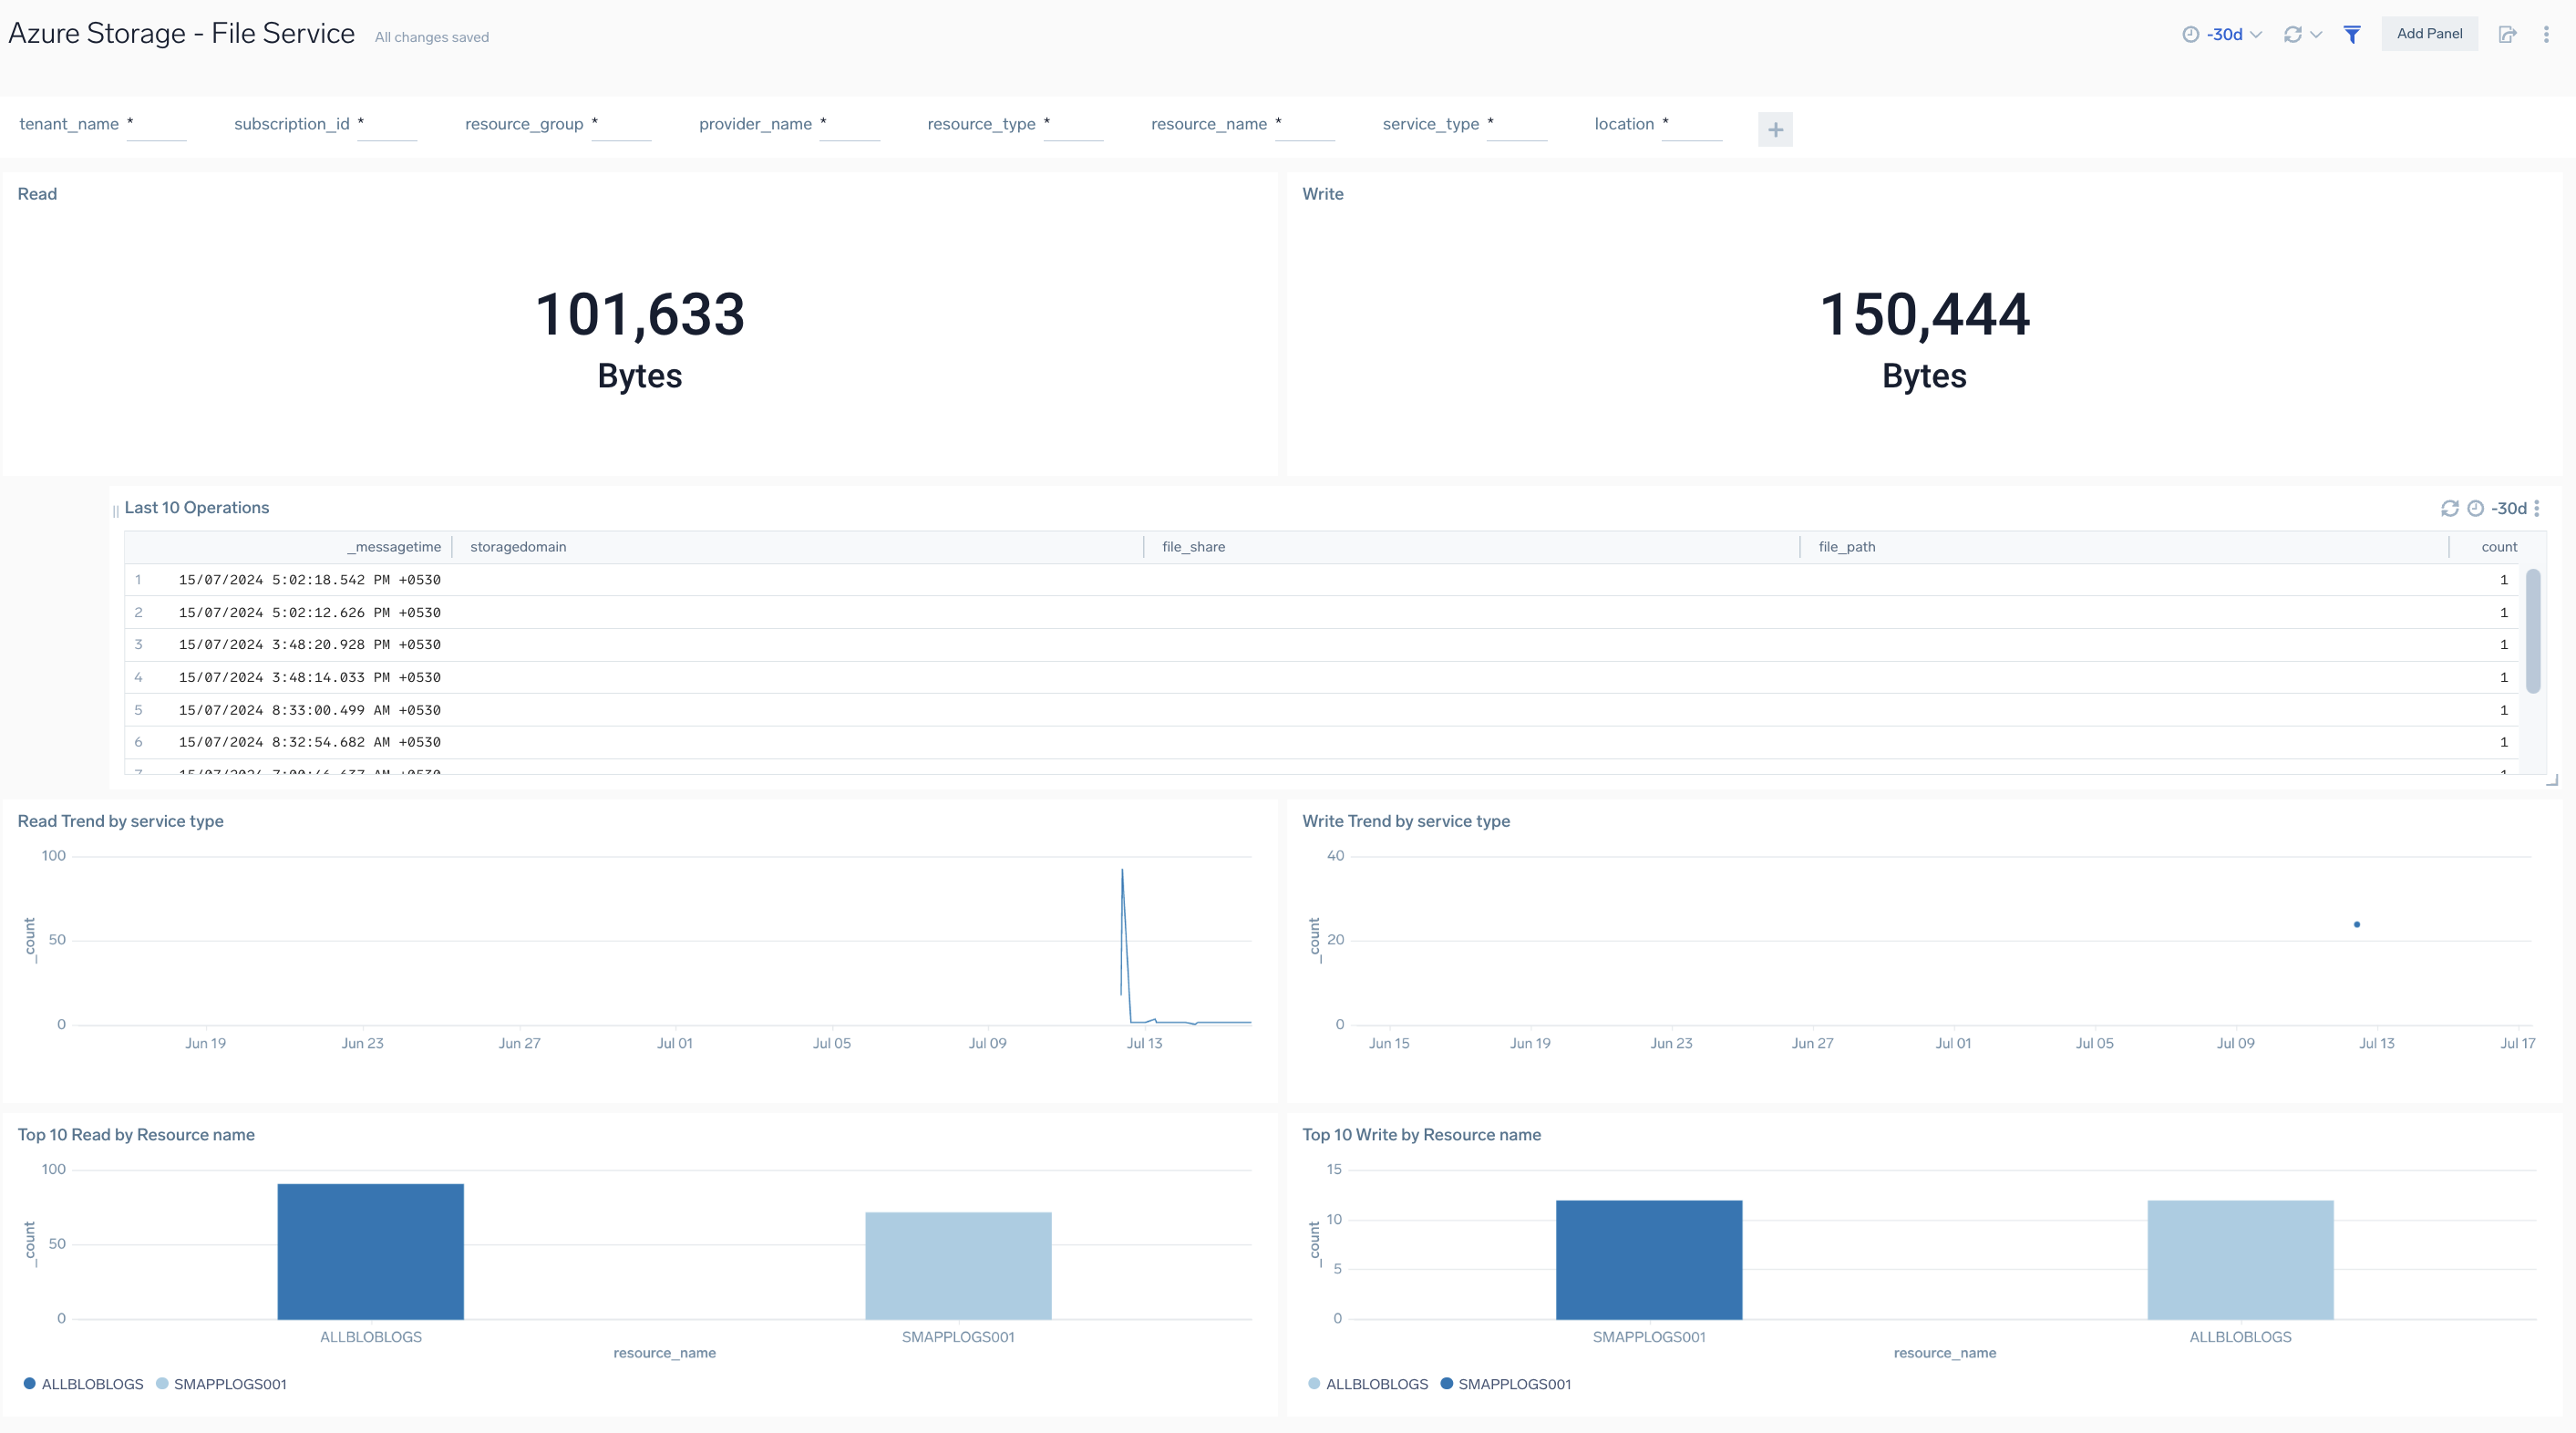 Azure Storage - File Service All changes saved -30d Add Panel
tenant_name * subscription_id * resource_group * provider_name * resource_type * resource_name * service_type * location * +
Read
101,633
Bytes
Write
150,444
Bytes
Last 10 Operations -30d
_messagetime storagedomain file_share file_path count
1 15/07/2024 5:02:18.542 PM +0530 1
2 15/07/2024 5:02:12.626 PM +0530 1
3 15/07/2024 3:48:20.928 PM +0530 1
4 15/07/2024 3:48:14.033 PM +0530 1
5 15/07/2024 8:33:00.499 AM +0530 1
6 15/07/2024 8:32:54.682 AM +0530 1
7 15/07/2024 AM +0530 1
Read Trend by service type
100
50
0
_count
Jun 19 Jun 23 Jun 27 Jul 01 Jul 05 Jul 09 Jul 13
Write Trend by service type
40
20
0
_count
Jun 15 Jun 19 Jun 23 Jun 27 Jul 01 Jul 05 Jul 09 Jul 13 Jul 17
Top 10 Read by Resource name
100
50
0
_count
ALLBLOBLOGS SMAPPLOGS001
resource_name
ALLBLOBLOGS SMAPPLOGS001
Top 10 Write by Resource name
15
10
5
0
_count
SMAPPLOGS001 ALLBLOBLOGS
resource_name
ALLBLOBLOGS SMAPPLOGS001